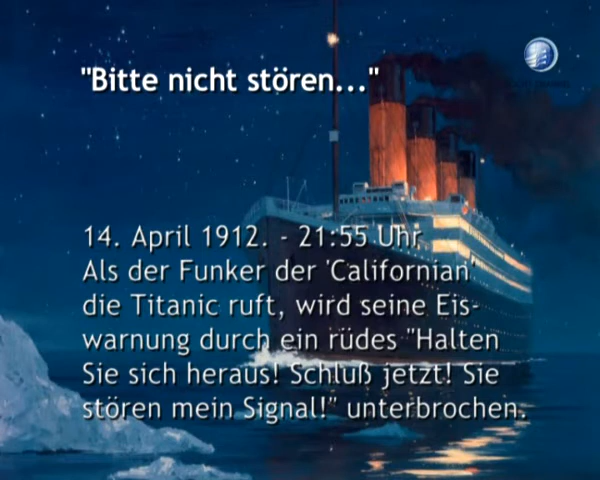 "Bitte nicht stören..."
14. April 1912. - 21:55 Uhr
Als der Funker der 'Californian'
die Titanic ruft, wird seine Eis-
warnung durch ein rüdes "Halten
Sie sich heraus! Schluß jetzt! Sie
stören mein Signal!" unterbrochen.